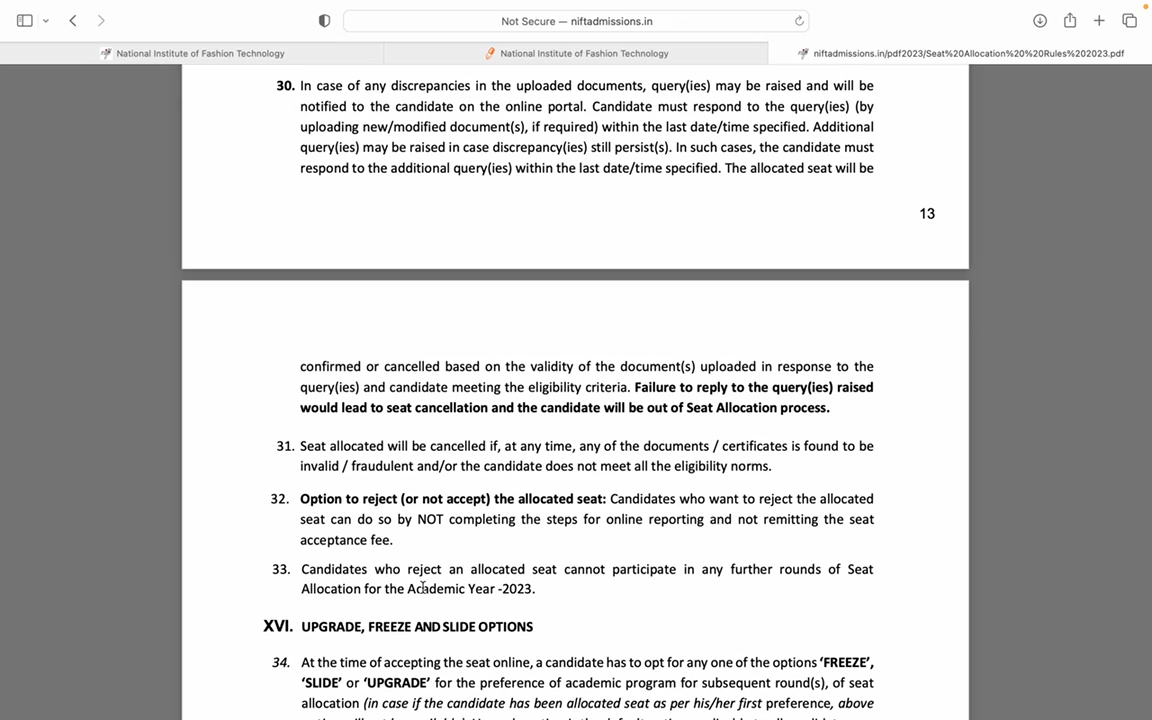 Not Secure — niftadmissions.in
National Institute of Fashion Technology
National Institute of Fashion Technology
niftadmissions.in/pdf2023/Seat%20Allocation%20%20Rules%202023.pdf
30. In case of any discrepancies in the uploaded documents, query(ies) may be raised and will be
notified to the candidate on the online portal. Candidate must respond to the query(ies) (by
uploading new/modified document(s), if required) within the last date/time specified. Additional
query(ies) may be raised in case discrepancy(ies) still persist(s). In such cases, the candidate must
respond to the additional query(ies) within the last date/time specified. The allocated seat will be
13
confirmed or cancelled based on the validity of the document(s) uploaded in response to the
query(ies) and candidate meeting the eligibility criteria. Failure to reply to the query(ies) raised
would lead to seat cancellation and the candidate will be out of Seat Allocation process.
31. Seat allocated will be cancelled if, at any time, any of the documents / certificates is found to be
invalid / fraudulent and/or the candidate does not meet all the eligibility norms.
32. Option to reject (or not accept) the allocated seat: Candidates who want to reject the allocated
seat can do so by NOT completing the steps for online reporting and not remitting the seat
acceptance fee.
33. Candidates who reject an allocated seat cannot participate in any further rounds of Seat
Allocation for the Academic Year -2023.
XVI. UPGRADE, FREEZE AND SLIDE OPTIONS
34. At the time of accepting the seat online, a candidate has to opt for any one of the options 'FREEZE',
'SLIDE' or 'UPGRADE' for the preference of academic program for subsequent round(s), of seat
allocation (in case if the candidate has been allocated seat as per his/her first preference, above